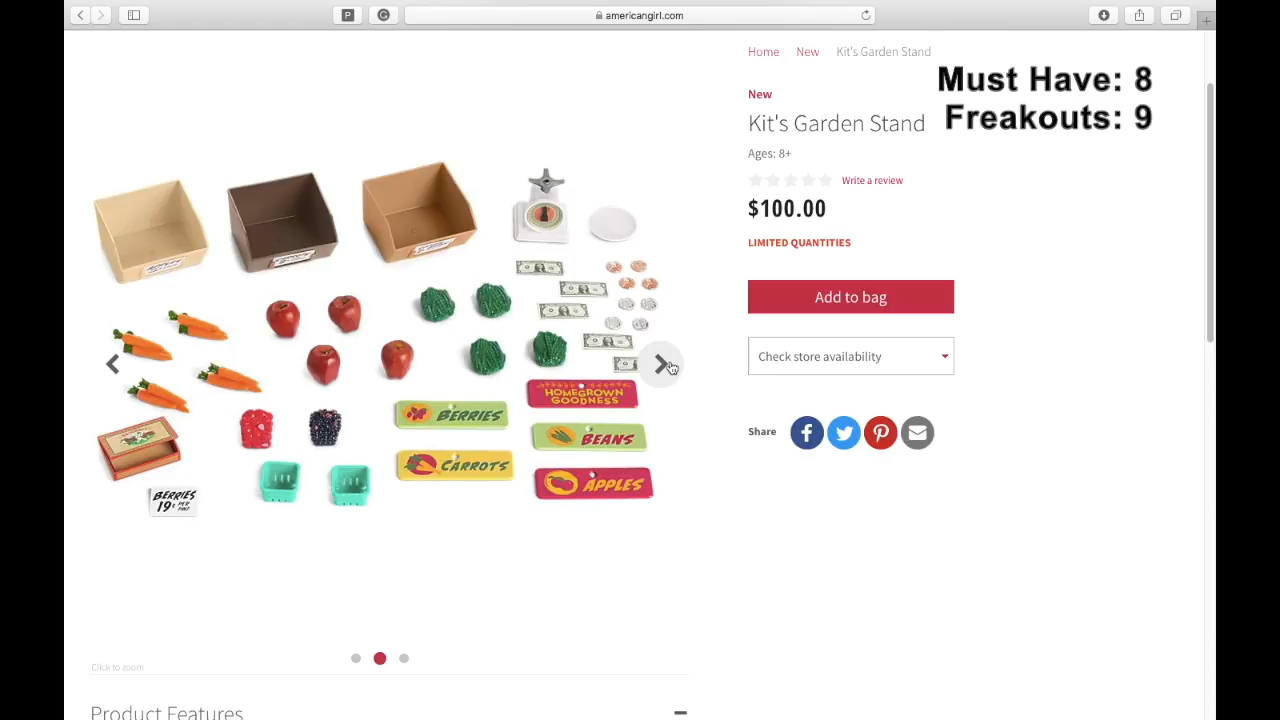 americangirl.com
Home New Kit's Garden Stand
Must Have: 8
Freakouts: 9
New
Kit's Garden Stand
Ages: 8+
Write a review
$100.00
LIMITED QUANTITIES
Add to bag
Check store availability
Share
HOMEGROWN
GOODNESS
BERRIES
BEANS
CARROTS
APPLES
BERRIES
19¢ PER
Click to zoom
Product Features